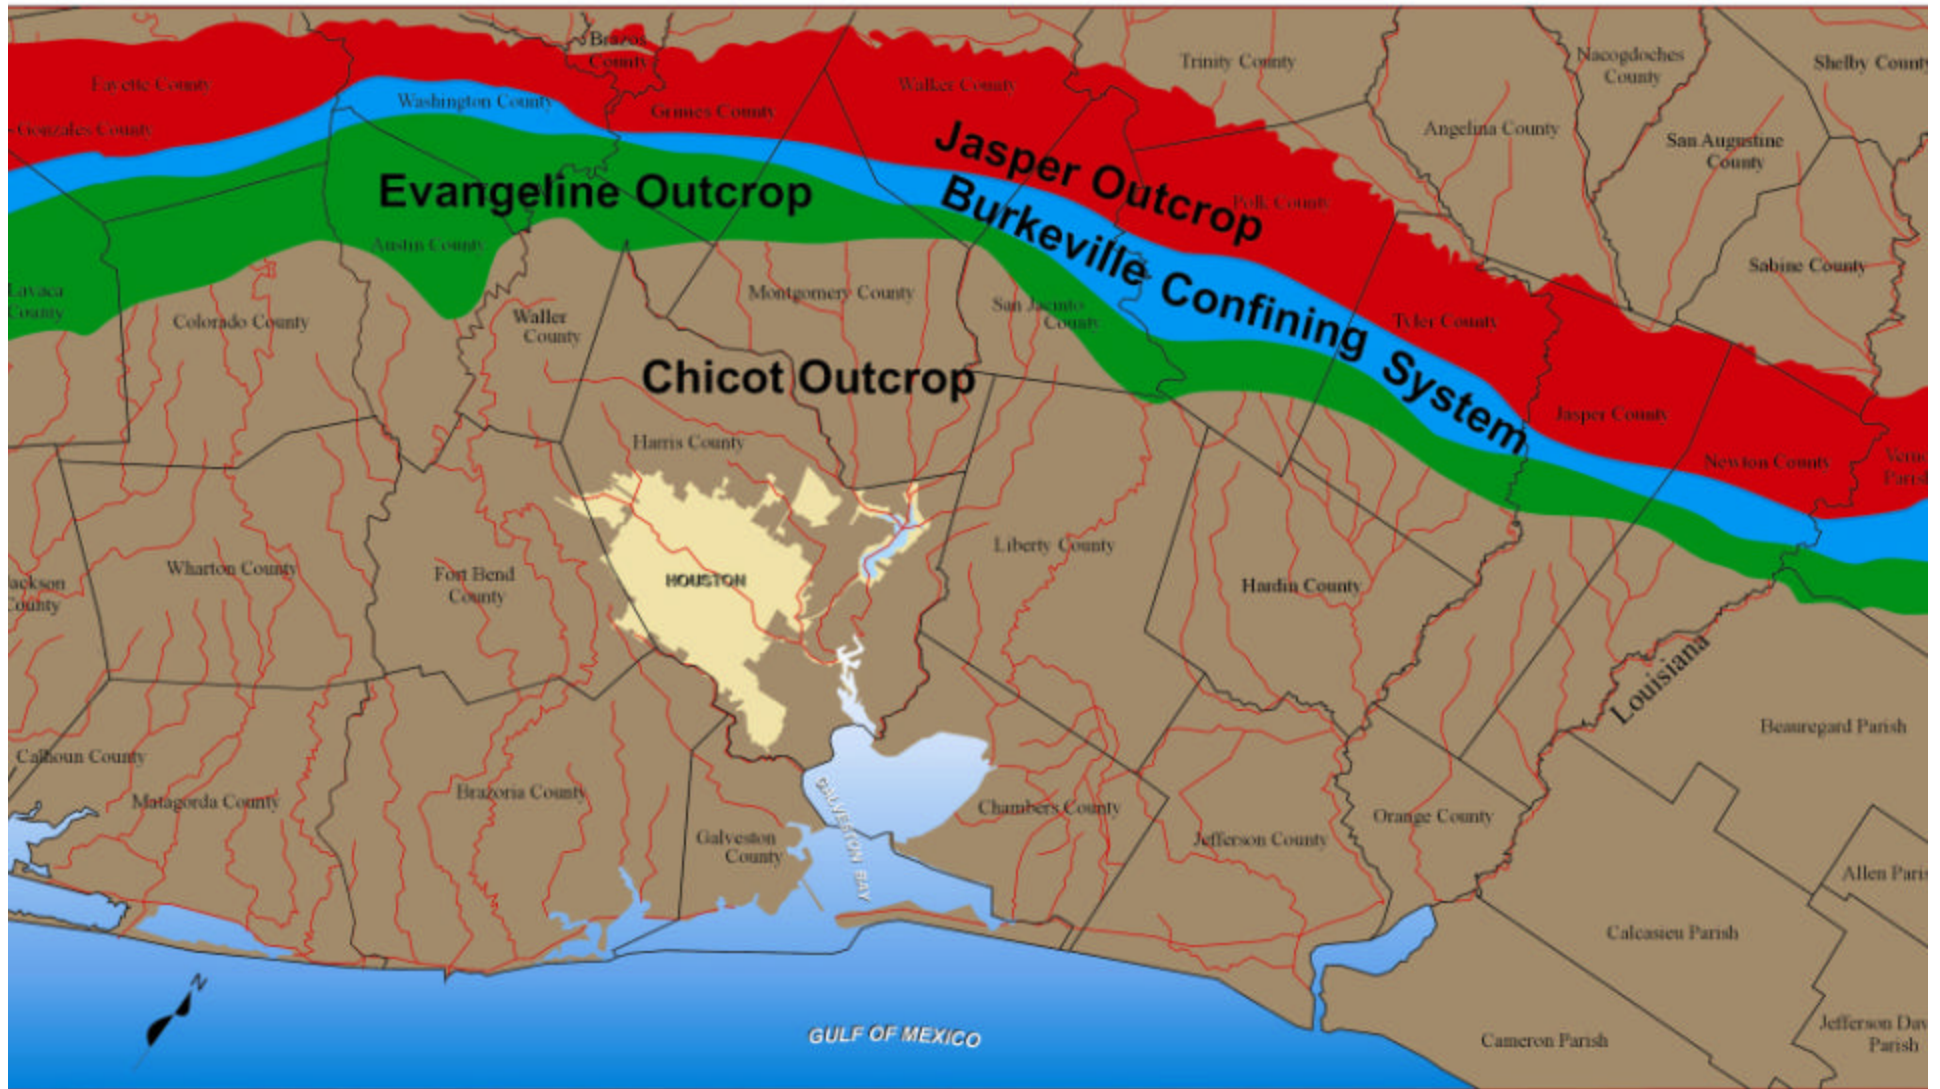 Brazos
County
Trinity County
Nacogdoches
County
Shelby County
Fayette County
Washington County
Grimes County
Walker County
Gonzales County
Angelina County
San Augustine
County
Jasper Outcrop
Evangeline Outcrop
Burkeville Confining System
Polk County
Austin County
Sabine County
Lavaca
County
Colorado County
Waller
County
Montgomery County
San Jacinto
County
Tyler County
Chicot Outcrop
Jasper County
Harris County
Newton County
Vern
Parish
HOUSTON
Liberty County
Wharton County
Fort Bend
County
Hardin County
Jackson
County
Louisiana
Beauregard Parish
Calhoun County
Matagorda County
Brazoria County
GALVESTON BAY
Chambers County
Galveston
County
Jefferson County
Orange County
Allen Paris
Calcasieu Parish
N
GULF OF MEXICO
Cameron Parish
Jefferson Dav
Parish